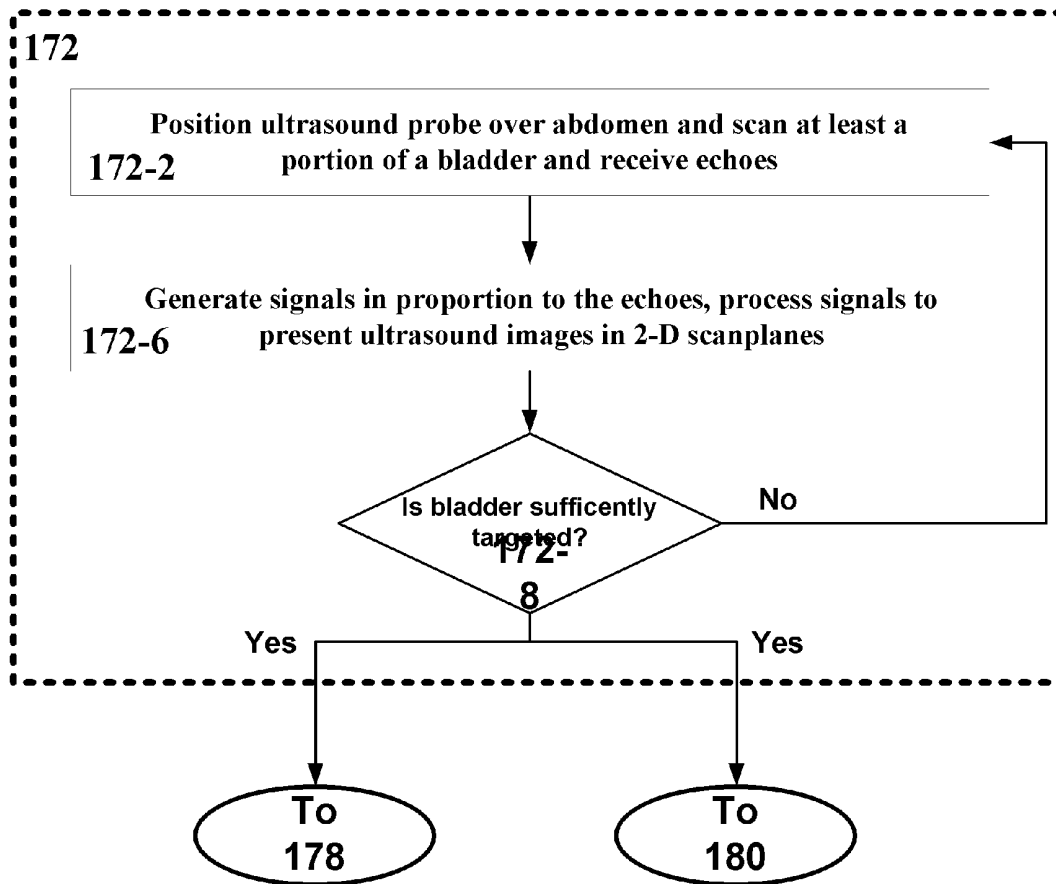 172
Position ultrasound probe over abdomen and scan at least a
portion of a bladder and receive echoes
172-2
Generate signals in proportion to the echoes, process signals to
present ultrasound images in 2-D scanplanes
172-6
Is bladder sufficently
targeted?
172-
8
No
Yes
Yes
To
178
To
180